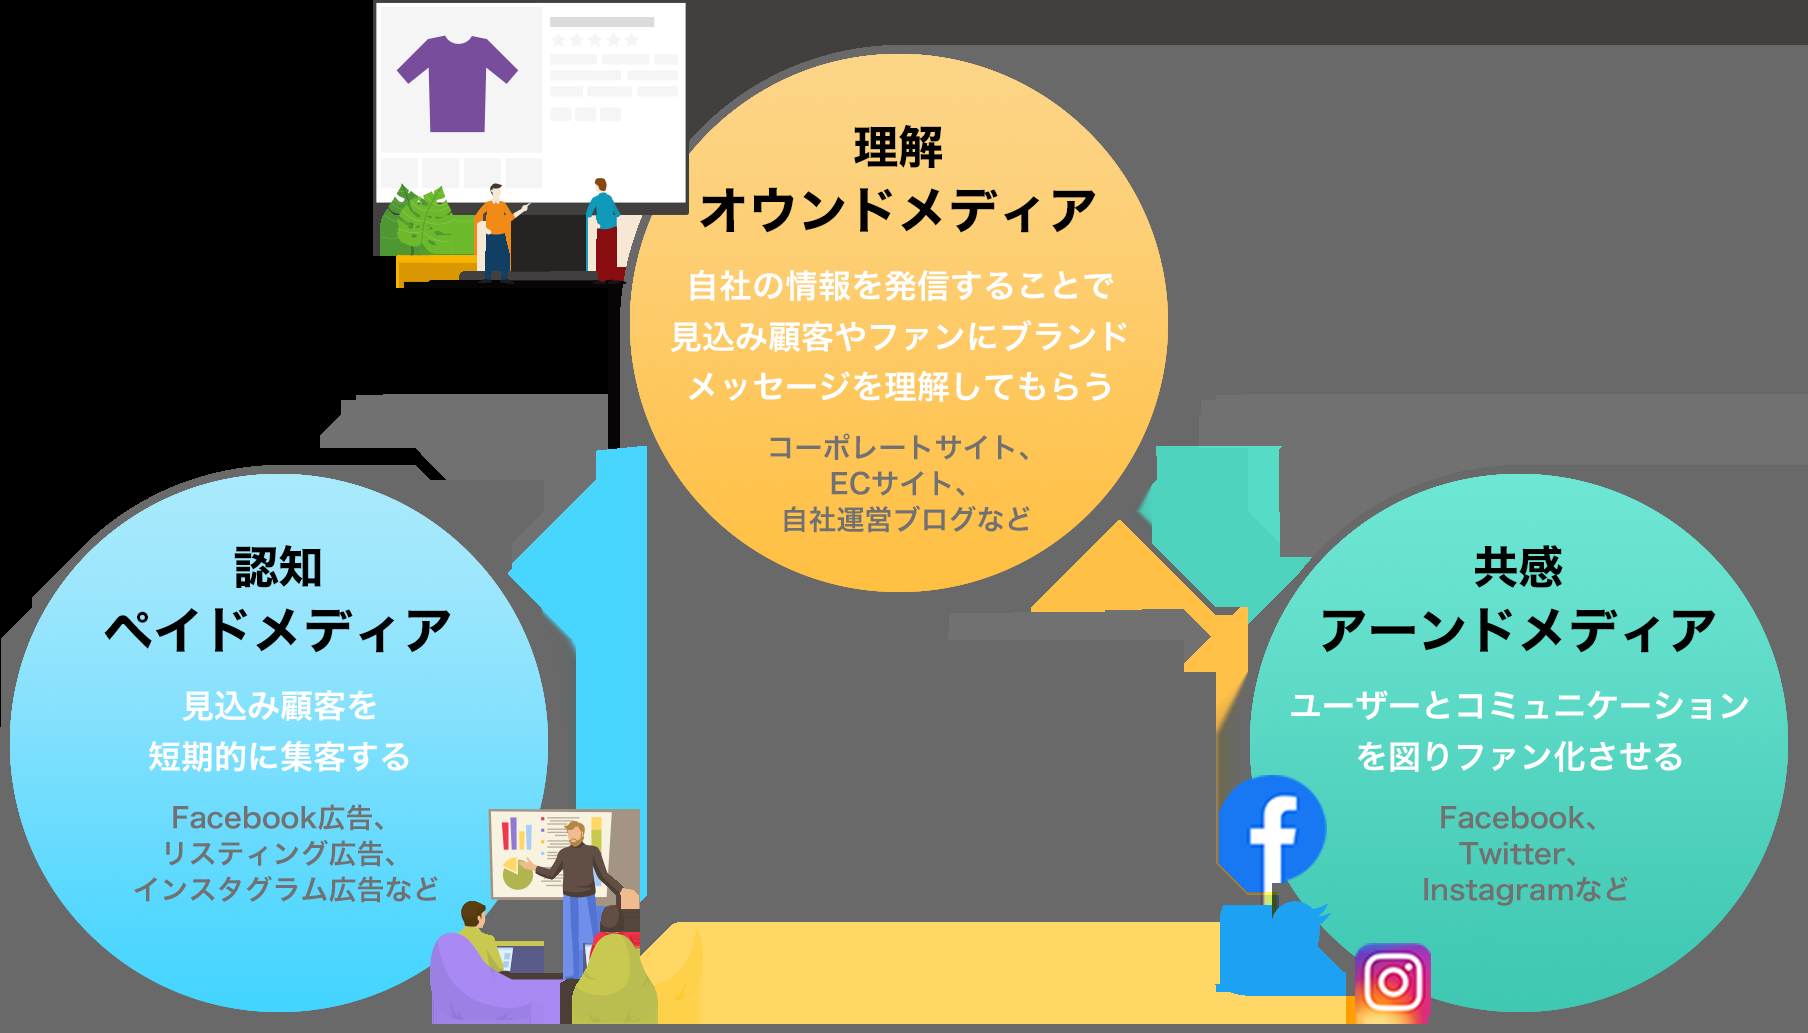 理解
オウンドメディア
自社の情報を発信することで
見込み顧客やファンにブランド
メッセージを理解してもらう
コーポレートサイト、
ECサイト、
自社運営ブログなど
認知
ペイドメディア
見込み顧客を
短期的に集客する
Facebook広告、
リスティング広告、
インスタグラム広告など
共感
アーンドメディア
ユーザーとコミュニケーション
を図りファン化させる
Facebook、
Twitter、
Instagramなど